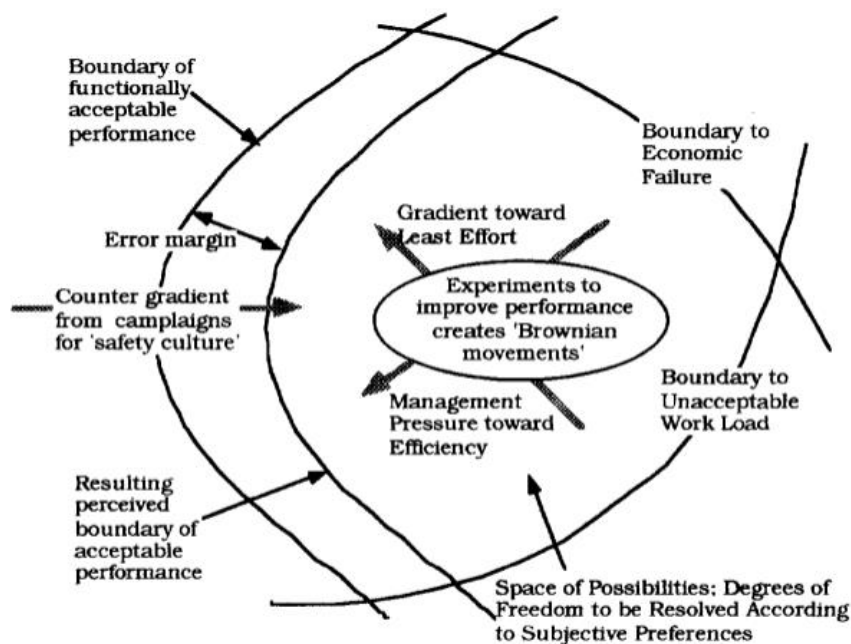 Boundary of
functionally
acceptable
performance
Boundary to
Economic
Failure
Error margin
Gradient toward
Least Effort
Counter gradient
from camplaigns
for 'safety culture'
Experiments to
improve performance
creates 'Brownian
movements'
Management
Pressure toward
Efficiency
Boundary to
Unacceptable
Work Load
Resulting
perceived
boundary of
acceptable
performance
Space of Possibilities; Degrees of
Freedom to be Resolved According
to Subjective Preferences